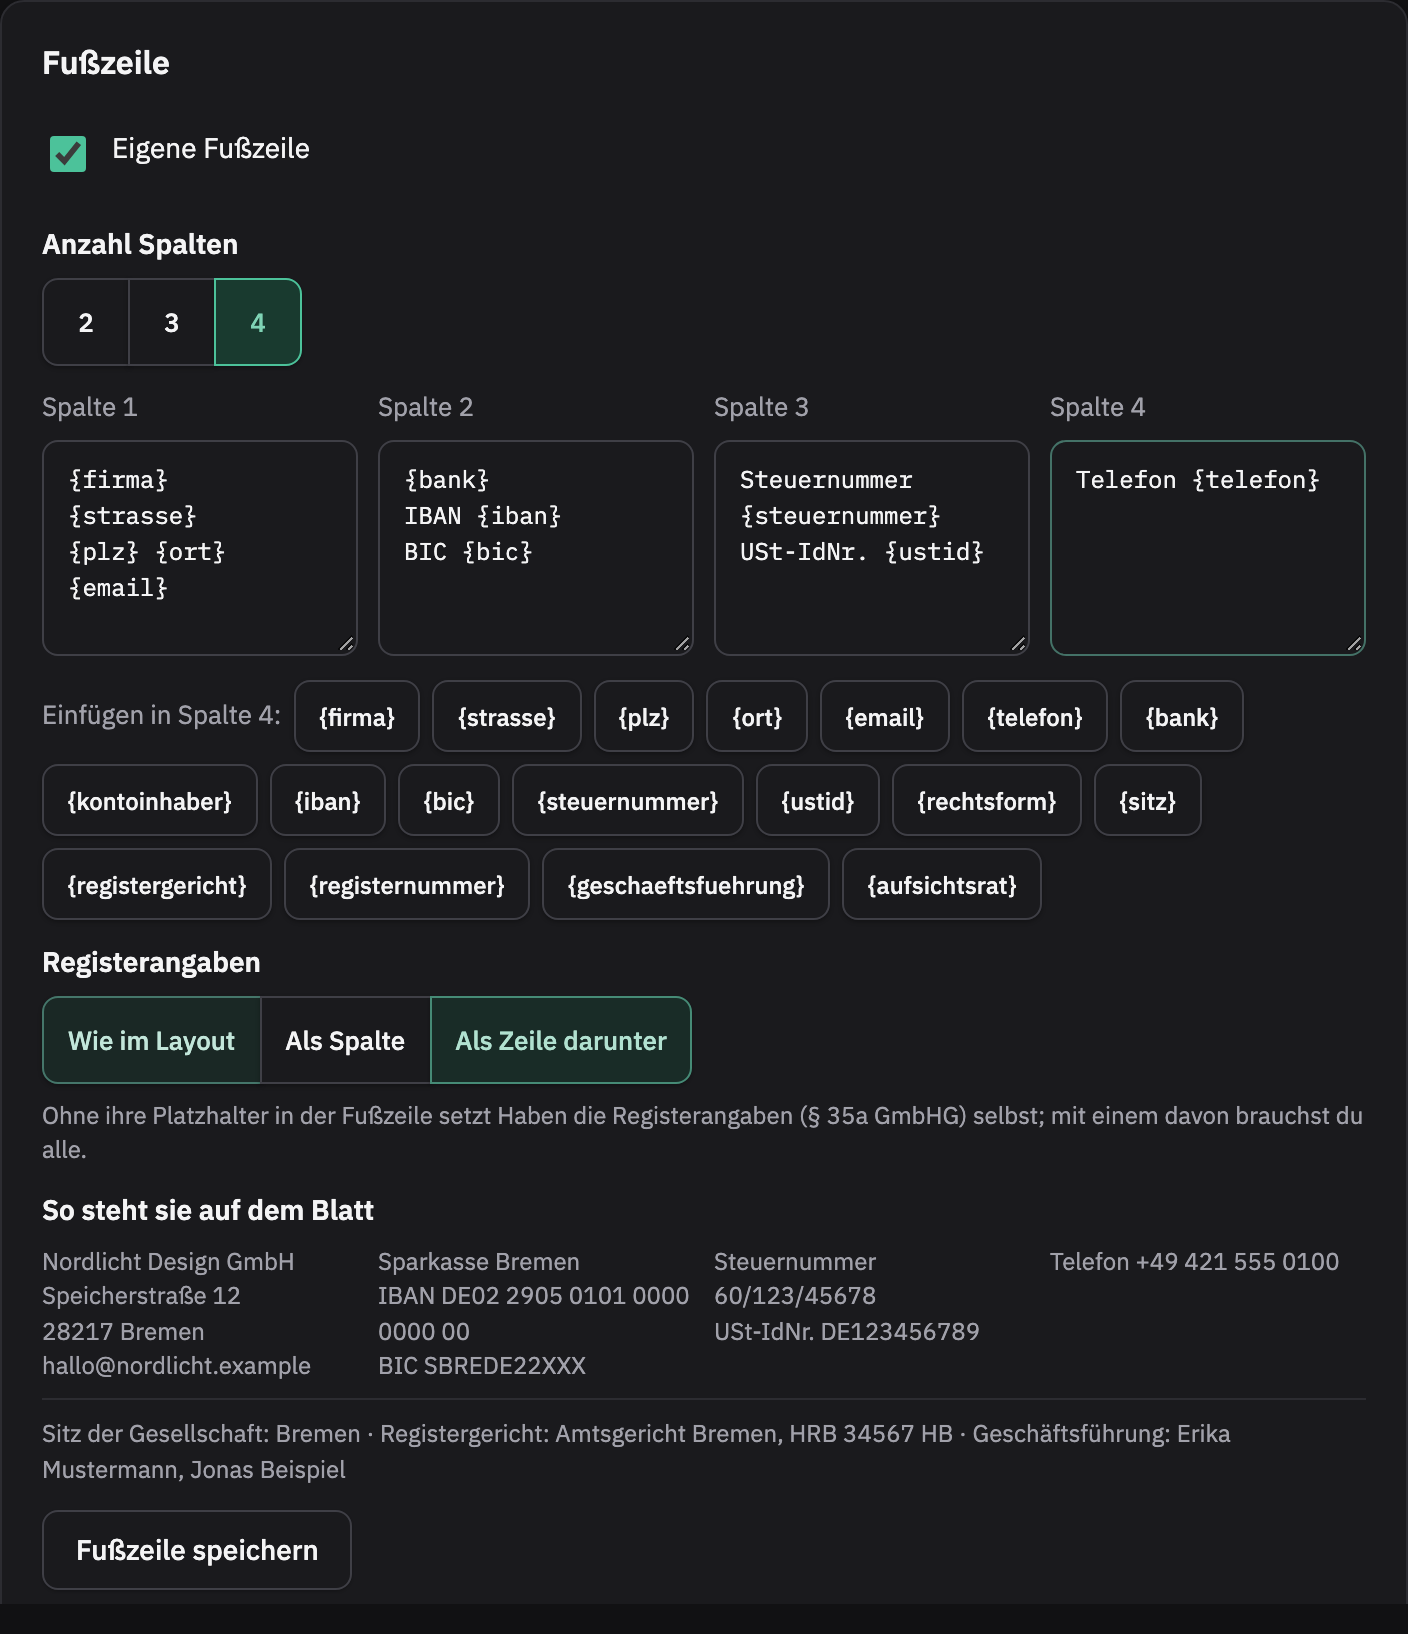 Fußzeile
Eigene Fußzeile
Anzahl Spalten
2 3 4
Spalte 1
{firma}
{strasse}
{plz} {ort}
{email}
Spalte 2
{bank}
IBAN {iban}
BIC {bic}
Spalte 3
Steuernummer
{steuernummer}
USt-IdNr. {ustid}
Spalte 4
Telefon {telefon}
Einfügen in Spalte 4: {firma} {strasse} {plz} {ort} {email} {telefon} {bank}
{kontoinhaber} {iban} {bic} {steuernummer} {ustid} {rechtsform} {sitz}
{registergericht} {registernummer} {geschaeftsfuehrung} {aufsichtsrat}
Registerangaben
Wie im Layout Als Spalte Als Zeile darunter
Ohne ihre Platzhalter in der Fußzeile setzt Haben die Registerangaben (§ 35a GmbHG) selbst; mit einem davon brauchst du
alle.
So steht sie auf dem Blatt
Nordlicht Design GmbH
Speicherstraße 12
28217 Bremen
hallo@nordlicht.example
Sparkasse Bremen
IBAN DE02 2905 0101 0000
0000 00
BIC SBREDE22XXX
Steuernummer
60/123/45678
USt-IdNr. DE123456789
Telefon +49 421 555 0100
Sitz der Gesellschaft: Bremen · Registergericht: Amtsgericht Bremen, HRB 34567 HB · Geschäftsführung: Erika
Mustermann, Jonas Beispiel
Fußzeile speichern